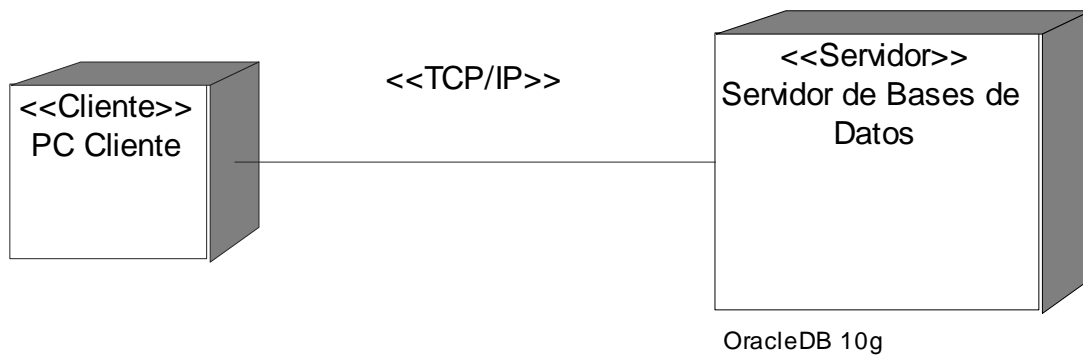 <<Cliente>>
PC Cliente
<<TCP/IP>>
<<Servidor>>
Servidor de Bases de
Datos
OracleDB 10g